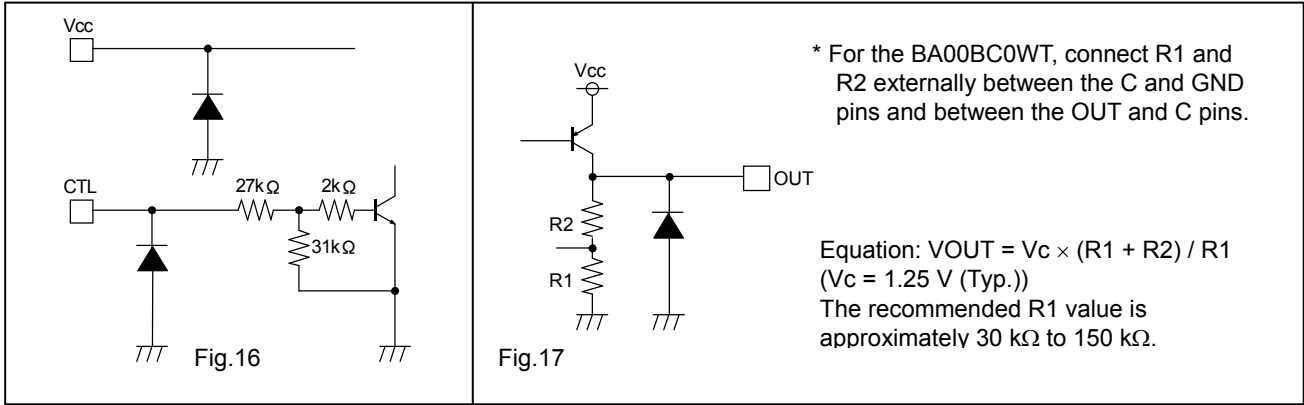 Vcc
CTL
27kΩ
2kΩ
31kΩ
Fig.16
Vcc
OUT
R2
R1
Fig.17
* For the BA00BC0WT, connect R1 and
R2 externally between the C and GND
pins and between the OUT and C pins.
Equation: VOUT = Vc × (R1 + R2) / R1
(Vc = 1.25 V (Typ.))
The recommended R1 value is
approximately 30 kΩ to 150 kΩ.